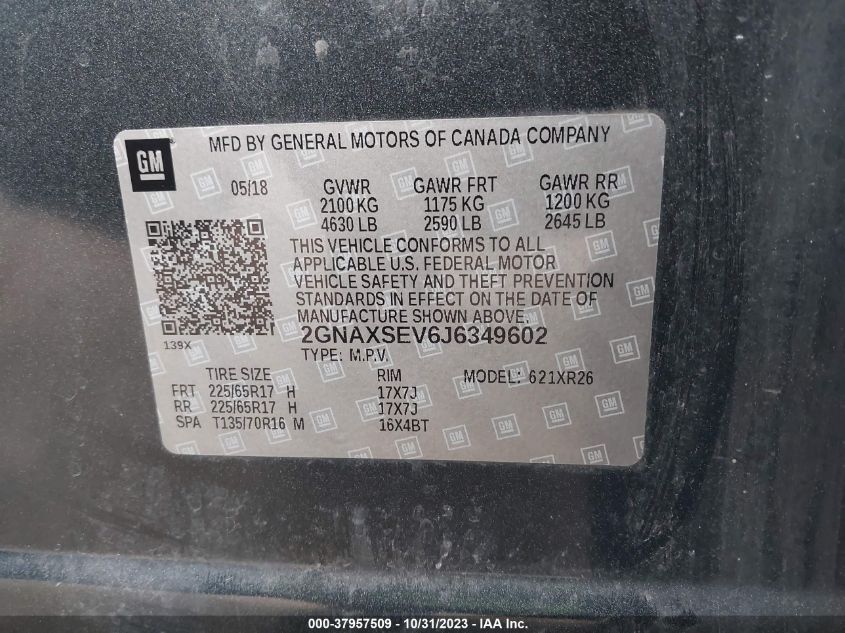 MFD BY GENERAL MOTORS OF CANADA COMPANY
GM
05/18 GVWR GAWR FRT GAWR RR
2100 KG 1175 KG 1200 KG
4630 LB 2590 LB 2645 LB
THIS VEHICLE CONFORMS TO ALL
APPLICABLE U.S. FEDERAL MOTOR
VEHICLE SAFETY AND THEFT PREVENTION
STANDARDS IN EFFECT ON THE DATE OF
MANUFACTURE SHOWN ABOVE.
139X
2GNAXSEV6J6349602
TYPE: M.P.V.
TIRE SIZE RIM MODEL: 621XR26
FRT 225/65R17 H 17X7J
RR 225/65R17 H 17X7J
SPA T135/70R16 M 16X4BT
000-37957509 - 10/31/2023 - IAA Inc.